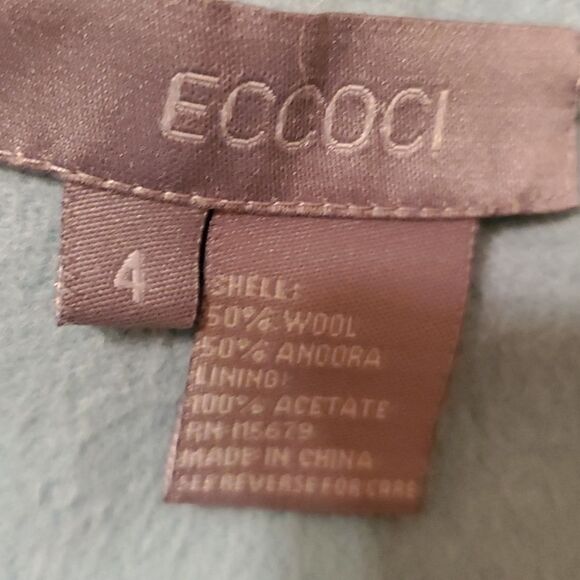 ECCOCI
4
SHELL:
50% WOOL
50% ANGORA
LINING:
100% ACETATE
RN 115679
MADE IN CHINA
SEE REVERSE FOR CARE